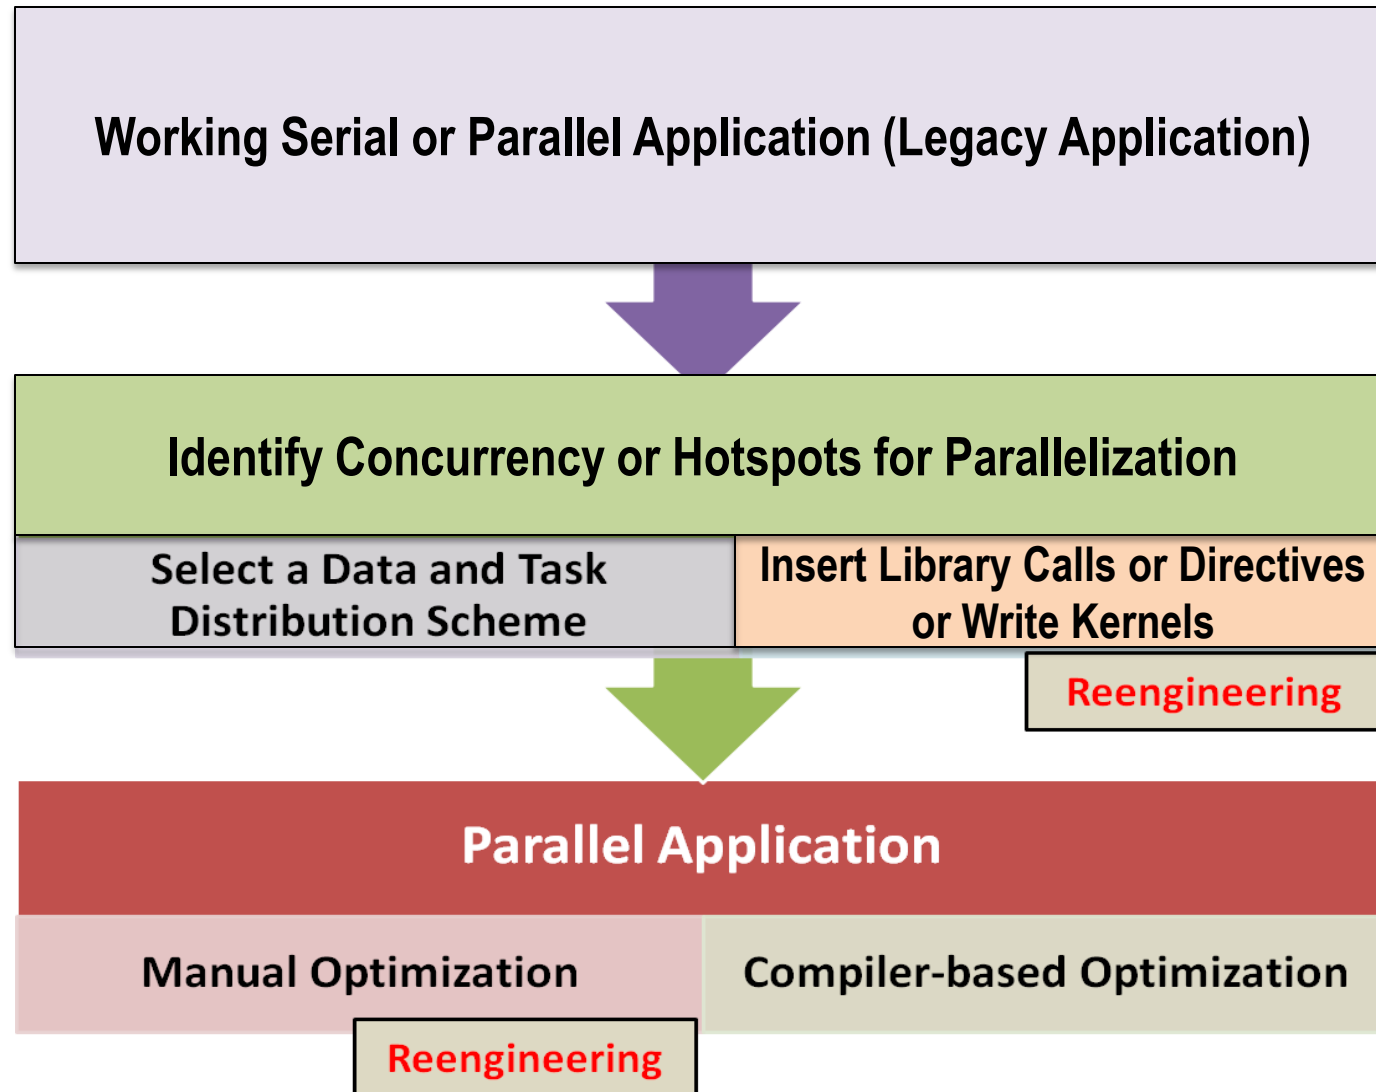 Working Serial or Parallel Application (Legacy Application)
Identify Concurrency or Hotspots for Parallelization
Select a Data and Task
Distribution Scheme
Insert Library Calls or Directives
or Write Kernels
Reengineering
Parallel Application
Manual Optimization
Compiler-based Optimization
Reengineering